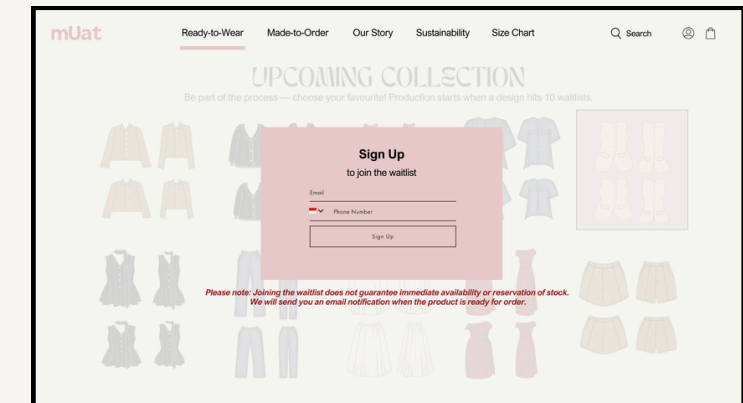 mUat
Ready-to-Wear Made-to-Order Our Story Sustainability Size Chart Search
UPCOMING COLLECTION
Be part of the process — choose your favourite! Production starts when a design hits 10 waitlists.
Sign Up
to join the waitlist
Email
Phone Number
Sign Up
Please note: Joining the waitlist does not guarantee immediate availability or reservation of stock.
We will send you an email notification when the product is ready for order.